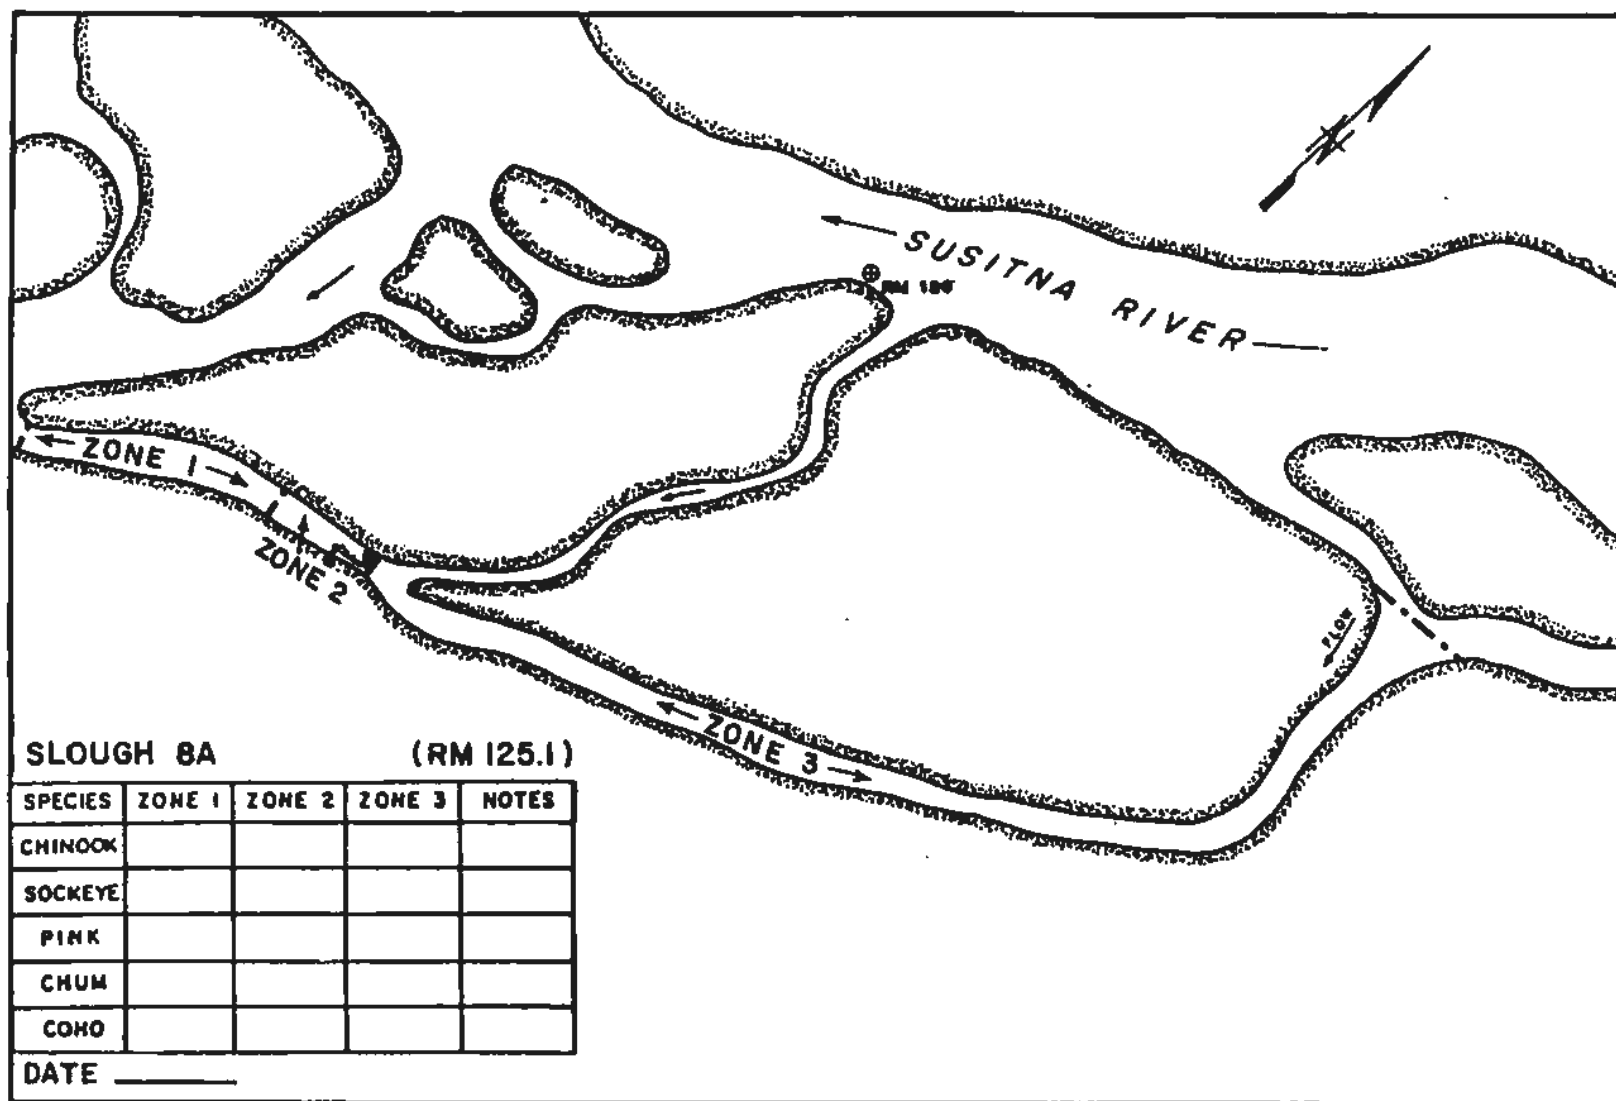 SUSITNA RIVER
RM
ZONE 1
ZONE 2
FLOW
ZONE 3
SLOUGH 8A (RM 125.1)
SPECIES ZONE 1 ZONE 2 ZONE 3 NOTES
CHINOOK
SOCKEYE
PINK
CHUM
COHO
DATE